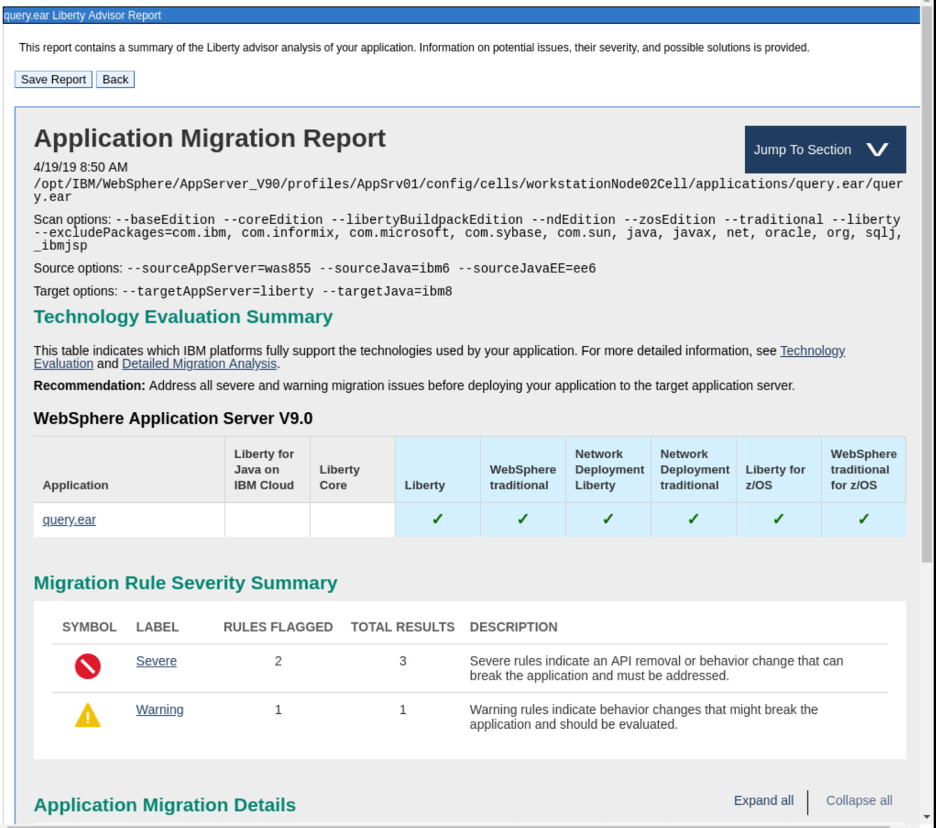 query.ear Liberty Advisor Report
This report contains a summary of the Liberty advisor analysis of your application. Information on potential issues, their severity, and possible solutions is provided.
Save Report Back
Application Migration Report
Jump To Section
4/19/19 8:50 AM
/opt/IBM/WebSphere/AppServer_V90/profiles/AppSrv01/config/cells/workstationNode02Cell/applications/query.ear/quer
y.ear
Scan options: --baseEdition --coreEdition --libertyBuildpackEdition --ndEdition --zosEdition --traditional --liberty
--excludePackages=com.ibm, com.informix, com.microsoft, com.sybase, com.sun, java, javax, net, oracle, org, sqlj,
_ibmjsp
Source options: --sourceAppServer=was855 --sourceJava=ibm6 --sourceJavaEE=ee6
Target options: --targetAppServer=liberty --targetJava=ibm8
Technology Evaluation Summary
This table indicates which IBM platforms fully support the technologies used by your application. For more detailed information, see Technology
Evaluation and Detailed Migration Analysis.
Recommendation: Address all severe and warning migration issues before deploying your application to the target application server.
WebSphere Application Server V9.0
Application
Liberty for
Java on
IBM Cloud
Liberty
Core
Liberty
WebSphere
traditional
Network
Deployment
Liberty
Network
Deployment
traditional
Liberty for
z/OS
WebSphere
traditional
for z/OS
query.ear ✓ ✓ ✓ ✓ ✓ ✓
Migration Rule Severity Summary
SYMBOL LABEL RULES FLAGGED TOTAL RESULTS DESCRIPTION
Severe 2 3 Severe rules indicate an API removal or behavior change that can
break the application and must be addressed.
Warning 1 1 Warning rules indicate behavior changes that might break the
application and should be evaluated.
Application Migration Details
Expand all Collapse all